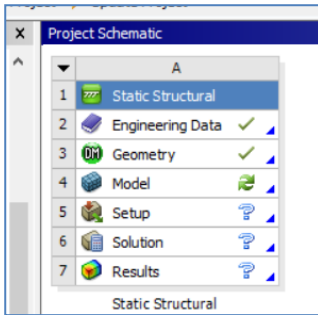 X Project Schematic
A
1 Static Structural
2 Engineering Data
3 DM Geometry
4 Model
5 Setup ?
6 Solution ?
7 Results ?
Static Structural